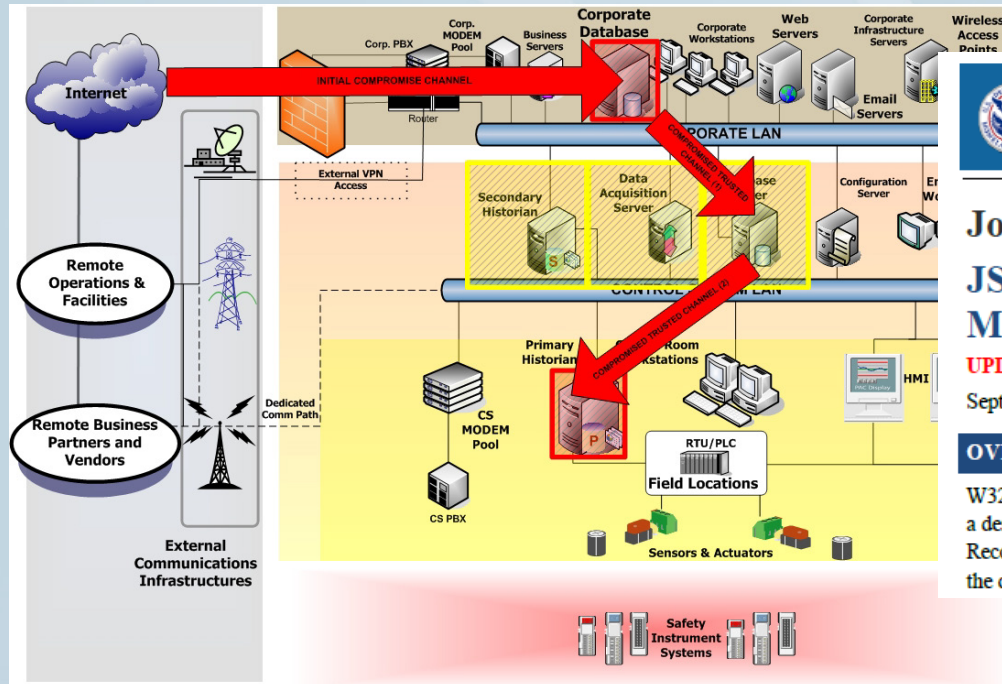 Internet
Remote
Operations &
Facilities
Remote Business
Partners and
Vendors
External
Communications
Infrastructures
External VPN
Access
Dedicated
Comm Path
Corp. PBX
Corp.
MODEM
Pool
Router
Business
Servers
Corporate
Database
Corporate
Workstations
Web
Servers
Email
Servers
Corporate
Infrastructure
Servers
Wireless
Access
Points
INITIAL COMPROMISE CHANNEL
PORATE LAN
COMPROMISED TRUSTED
CHANNEL (1)
Secondary
Historian
S
Data
Acquisition
Server
Configuration
Server
CONTROL LAN
COMPROMISED TRUSTED CHANNEL (2)
Primary
Historian
P
Room
CS
MODEM
Pool
CS PBX
HMI
RTU/PLC
Field Locations
Sensors & Actuators
Safety
Instrument
Systems
Jo
JS
M
UPD
Sept
OV
W32
a de
Rec
the